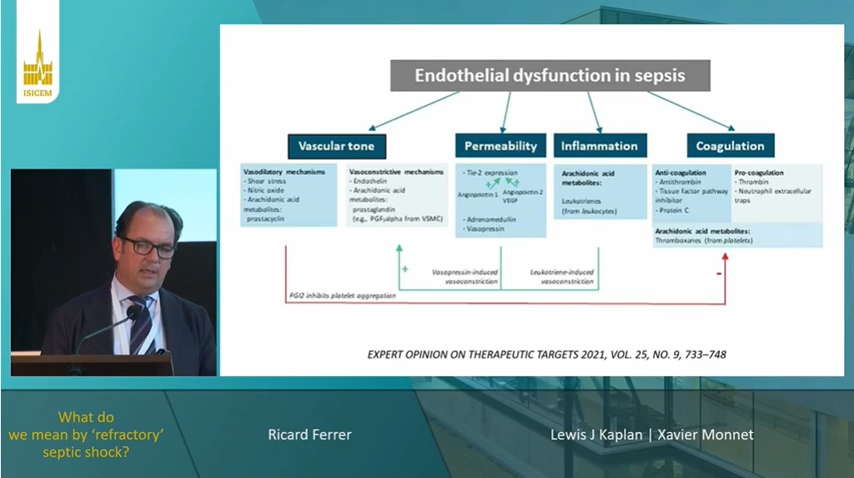 ISICEM
Endothelial dysfunction in sepsis
Vascular tone
Permeability
Inflammation
Coagulation
Vasodilatory mechanisms
- Shear stress
- Nitric oxide
- Arachidonic acid
metabolites:
prostacyclin
Vasoconstrictive mechanisms
- Endothelin
- Arachidonic acid
metabolites:
prostaglandin
(e.g., PGF2alpha from VSMC)
- Tie-2 expression
Angiopoietin-1
Angiopoietin-2
VEGF
- Adrenomedullin
- Vasopressin
Arachidonic acid
metabolites:
Leukotrienes
(from leukocytes)
Anti-coagulation
- Antithrombin
- Tissue factor pathway
inhibitor
- Protein C
Pro-coagulation
- Thrombin
- Neutrophil extracellular
traps
Arachidonic acid metabolites:
Thromboxanes (from platelets)
+
Vasopressin-induced
vasoconstriction
Leukotriene-induced
vasoconstriction
-
PGI2 inhibits platelet aggregation
EXPERT OPINION ON THERAPEUTIC TARGETS 2021, VOL. 25, NO. 9, 733–748
What do
we mean by ‘refractory’
septic shock?
Ricard Ferrer
Lewis J Kaplan | Xavier Monnet